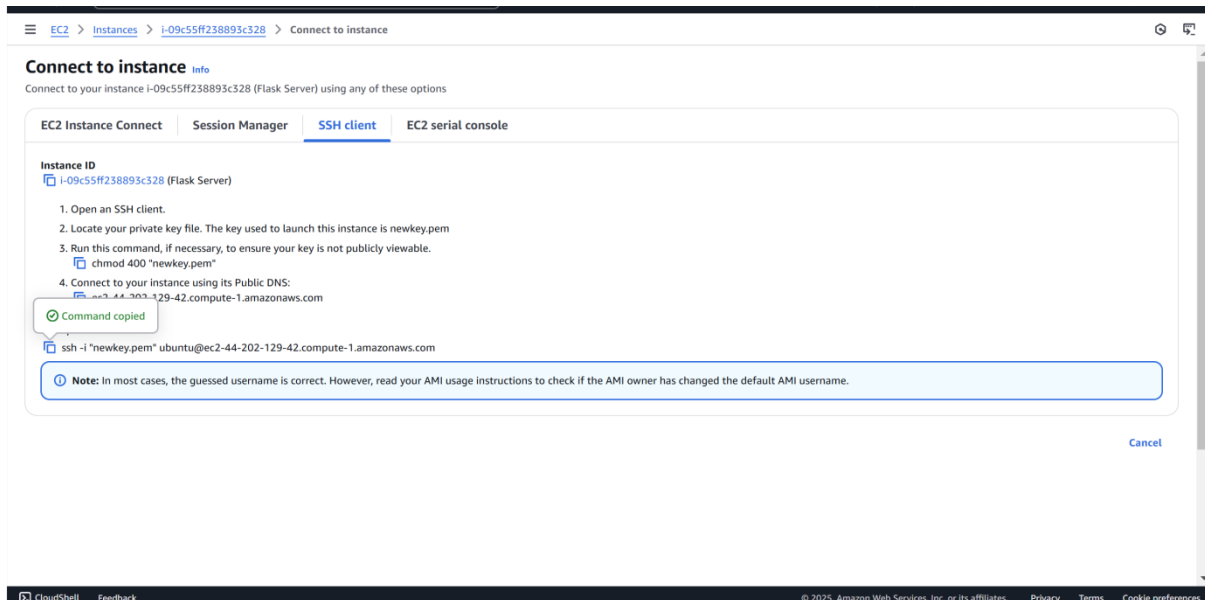 EC2 > Instances > i-09c55ff238893c328 > Connect to instance
Connect to instance Info
Connect to your instance i-09c55ff238893c328 (Flask Server) using any of these options
EC2 Instance Connect Session Manager SSH client EC2 serial console
Instance ID
i-09c55ff238893c328 (Flask Server)
1. Open an SSH client.
2. Locate your private key file. The key used to launch this instance is newkey.pem
3. Run this command, if necessary, to ensure your key is not publicly viewable.
chmod 400 "newkey.pem"
4. Connect to your instance using its Public DNS:
ec2-44-202-129-42.compute-1.amazonaws.com
Command copied
ssh -i "newkey.pem" ubuntu@ec2-44-202-129-42.compute-1.amazonaws.com
Note: In most cases, the guessed username is correct. However, read your AMI usage instructions to check if the AMI owner has changed the default AMI username.
Cancel
CloudShell Feedback © 2025, Amazon Web Services, Inc. or its affiliates. Privacy Terms Cookie preferences